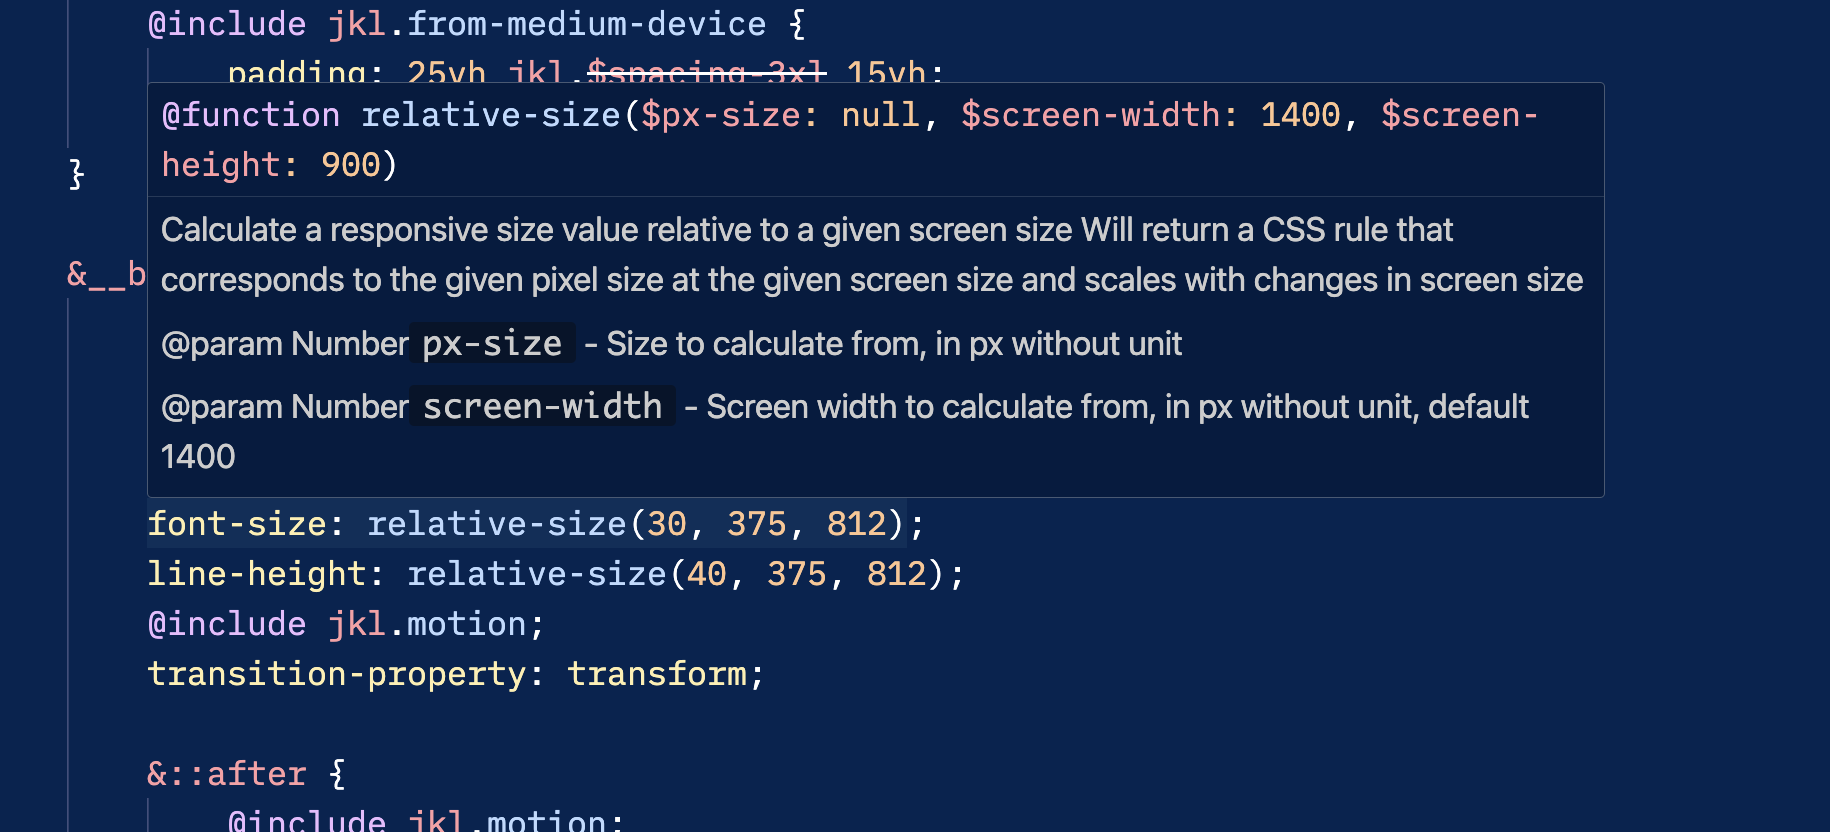 @include jkl.from-medium-device {
padding: 25vh jkl.$spacing-3xl 15vh;
@function relative-size($px-size: null, $screen-width: 1400, $screen-
height: 900)
}
Calculate a responsive size value relative to a given screen size Will return a CSS rule that
&__b
corresponds to the given pixel size at the given screen size and scales with changes in screen size
@param Number px-size - Size to calculate from, in px without unit
@param Number screen-width - Screen width to calculate from, in px without unit, default
1400
font-size: relative-size(30, 375, 812);
line-height: relative-size(40, 375, 812);
@include jkl.motion;
transition-property: transform;
&::after {
@include jkl.motion;